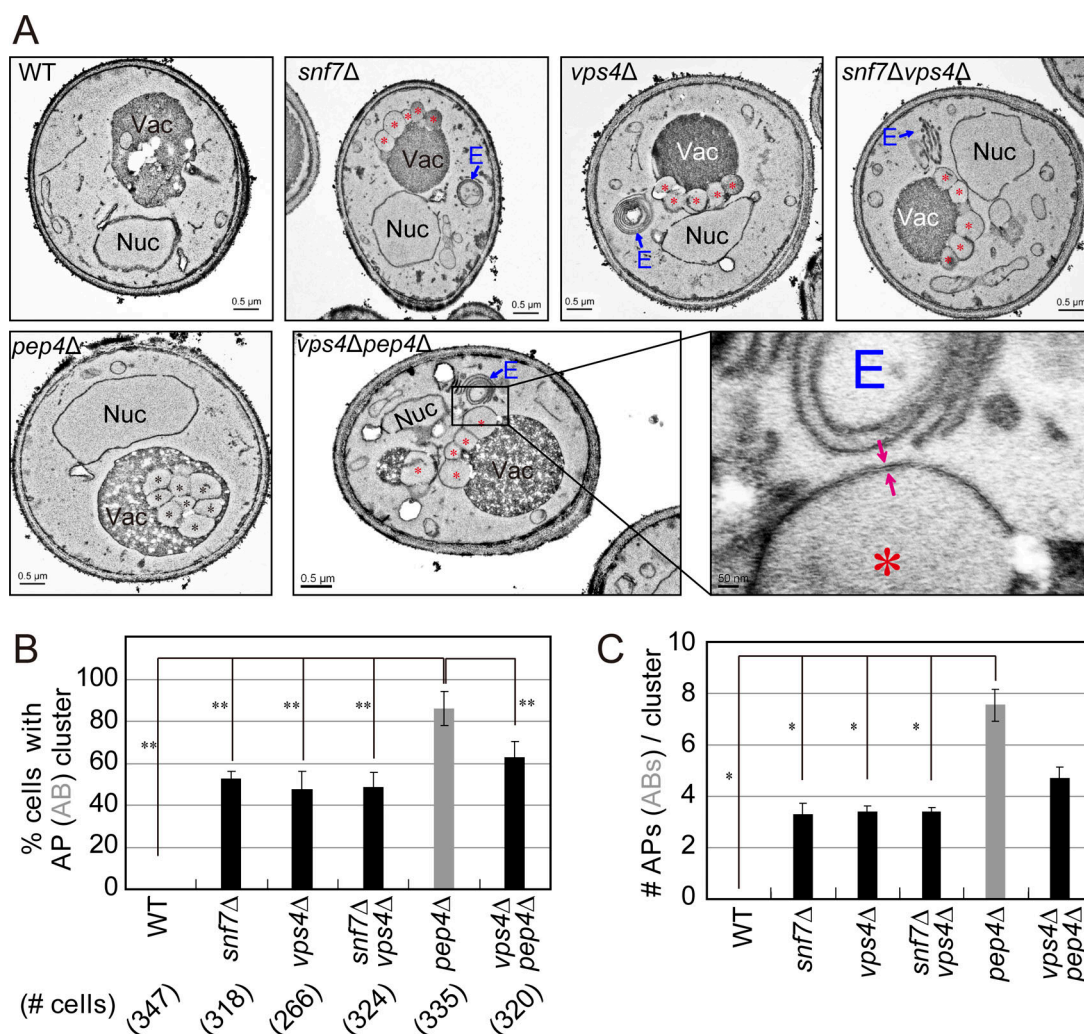 A
WT
Vac
Nuc
0.5 µm
snf7Δ
* * * * * *
Vac
E
Nuc
0.5 µm
vps4Δ
Vac
* * * * * *
E
Nuc
0.5 µm
snf7Δvps4Δ
E
Nuc
Vac
* * * * * *
0.5 µm
pep4Δ
Nuc
Vac
* * * * * * * *
0.5 µm
vps4Δpep4Δ
E
Nuc
* * * * *
Vac
0.5 µm
E
*
50 nm
B
% cells with
AP (AB) cluster
100
80
60
40
20
0
** ** ** ** **
WT
snf7Δ
vps4Δ
snf7Δ
vps4Δ
pep4Δ
vps4Δ
pep4Δ
(# cells)
(347)
(318)
(266)
(324)
(335)
(320)
C
# APs (ABs) / cluster
10
8
6
4
2
0
* * * *
WT
snf7Δ
vps4Δ
snf7Δ
vps4Δ
pep4Δ
vps4Δ
pep4Δ